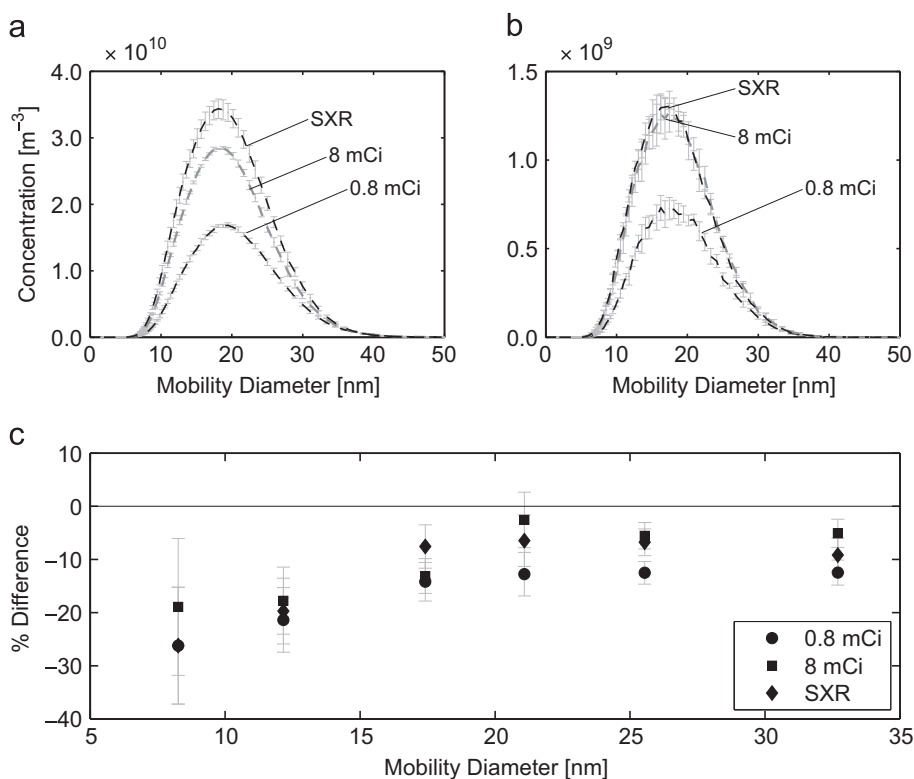 a
× 10^10
4.0
3.0
2.0
1.0
0.0
Concentration [m−3]
SXR
8 mCi
0.8 mCi
0 10 20 30 40 50
Mobility Diameter [nm]
b
× 10^9
1.5
1.0
0.5
0.0
SXR
8 mCi
0.8 mCi
0 10 20 30 40 50
Mobility Diameter [nm]
c
10
0
−10
−20
−30
−40
% Difference
0.8 mCi
8 mCi
SXR
5 10 15 20 25 30 35
Mobility Diameter [nm]